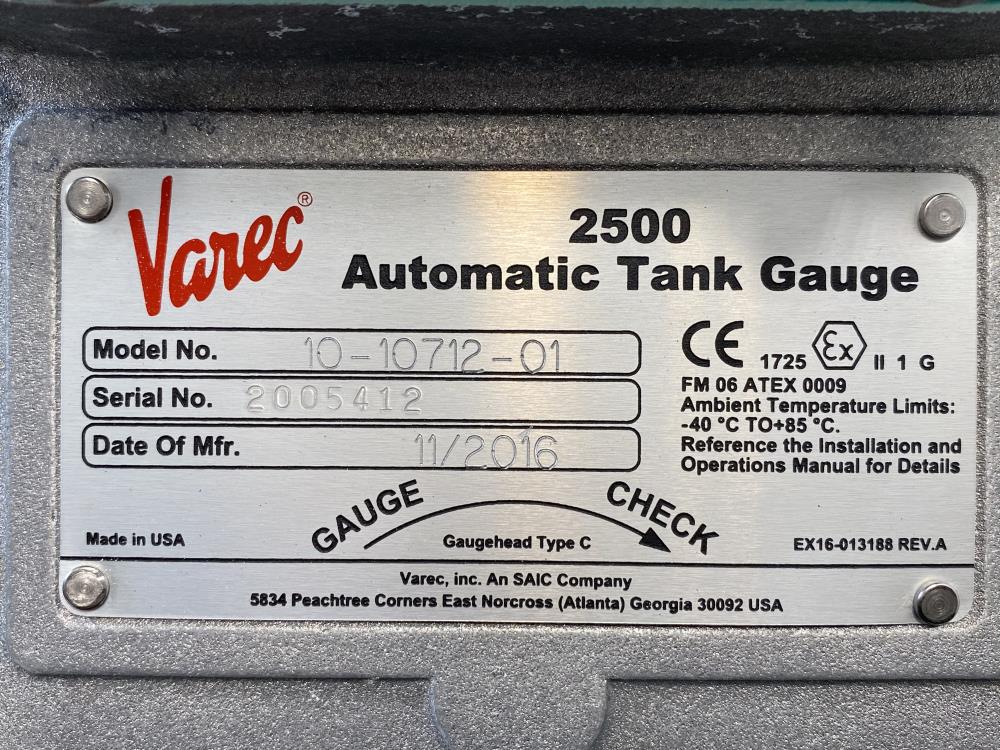 Varec®
2500
Automatic Tank Gauge
Model No. 10-10712-01
Serial No. 2005412
Date Of Mfr. 11/2016
CE 1725 Ex II 1 G
FM 06 ATEX 0009
Ambient Temperature Limits:
-40 °C TO+85 °C.
Reference the Installation and
Operations Manual for Details
GAUGE CHECK
Made in USA
Gaugehead Type C
EX16-013188 REV.A
Varec, inc. An SAIC Company
5834 Peachtree Corners East Norcross (Atlanta) Georgia 30092 USA